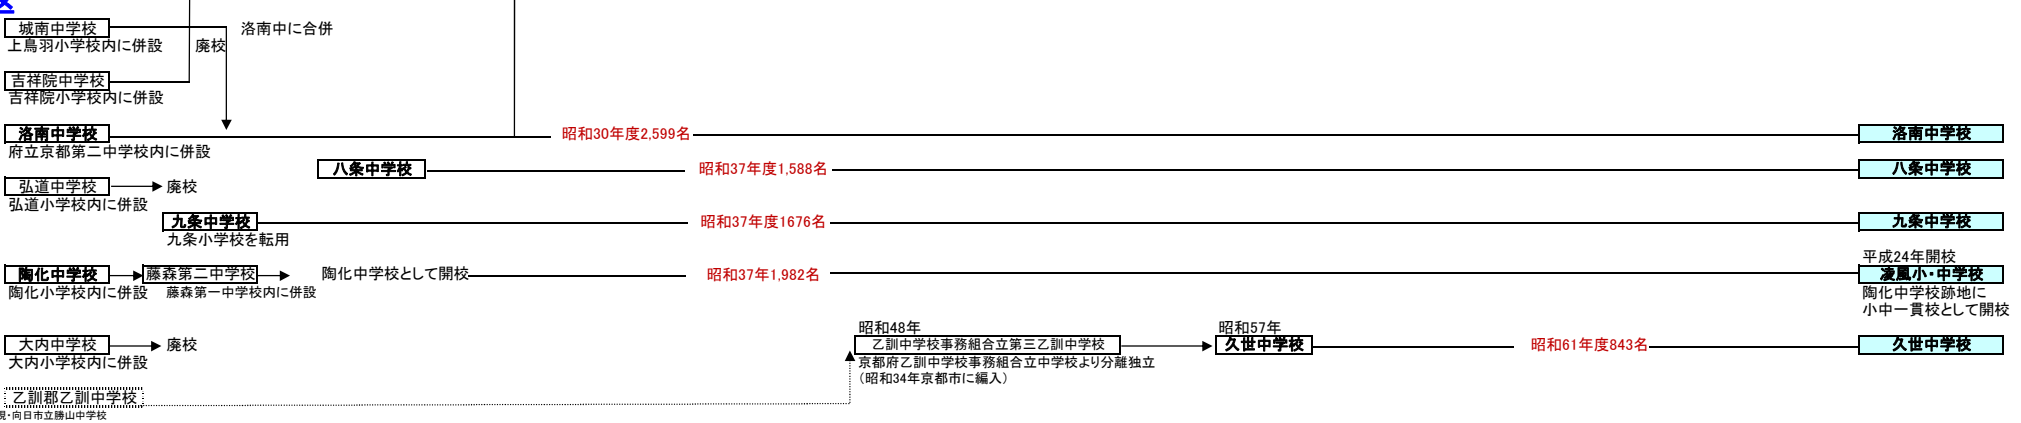 区
城南中学校
洛南中に合併
上鳥羽小学校内に併設
廃校
吉祥院中学校
吉祥院小学校内に併設
洛南中学校
昭和30年度2,599名
洛南中学校
府立京都第二中学校内に併設
八条中学校
昭和37年度1,588名
八条中学校
弘道中学校
廃校
弘道小学校内に併設
九条中学校
昭和37年度1676名
九条中学校
九条小学校を転用
平成24年開校
陶化中学校
藤森第二中学校
陶化中学校として開校
昭和37年1,982名
凌風小・中学校
陶化小学校内に併設
藤森第一中学校内に併設
陶化中学校跡地に
小中一貫校として開校
昭和48年
昭和57年
大内中学校
廃校
乙訓中学校事務組合立第三乙訓中学校
久世中学校
昭和61年度843名
久世中学校
大内小学校内に併設
京都府乙訓中学校事務組合立中学校より分離独立
（昭和34年京都市に編入）
乙訓郡乙訓中学校
現・向日市立勝山中学校